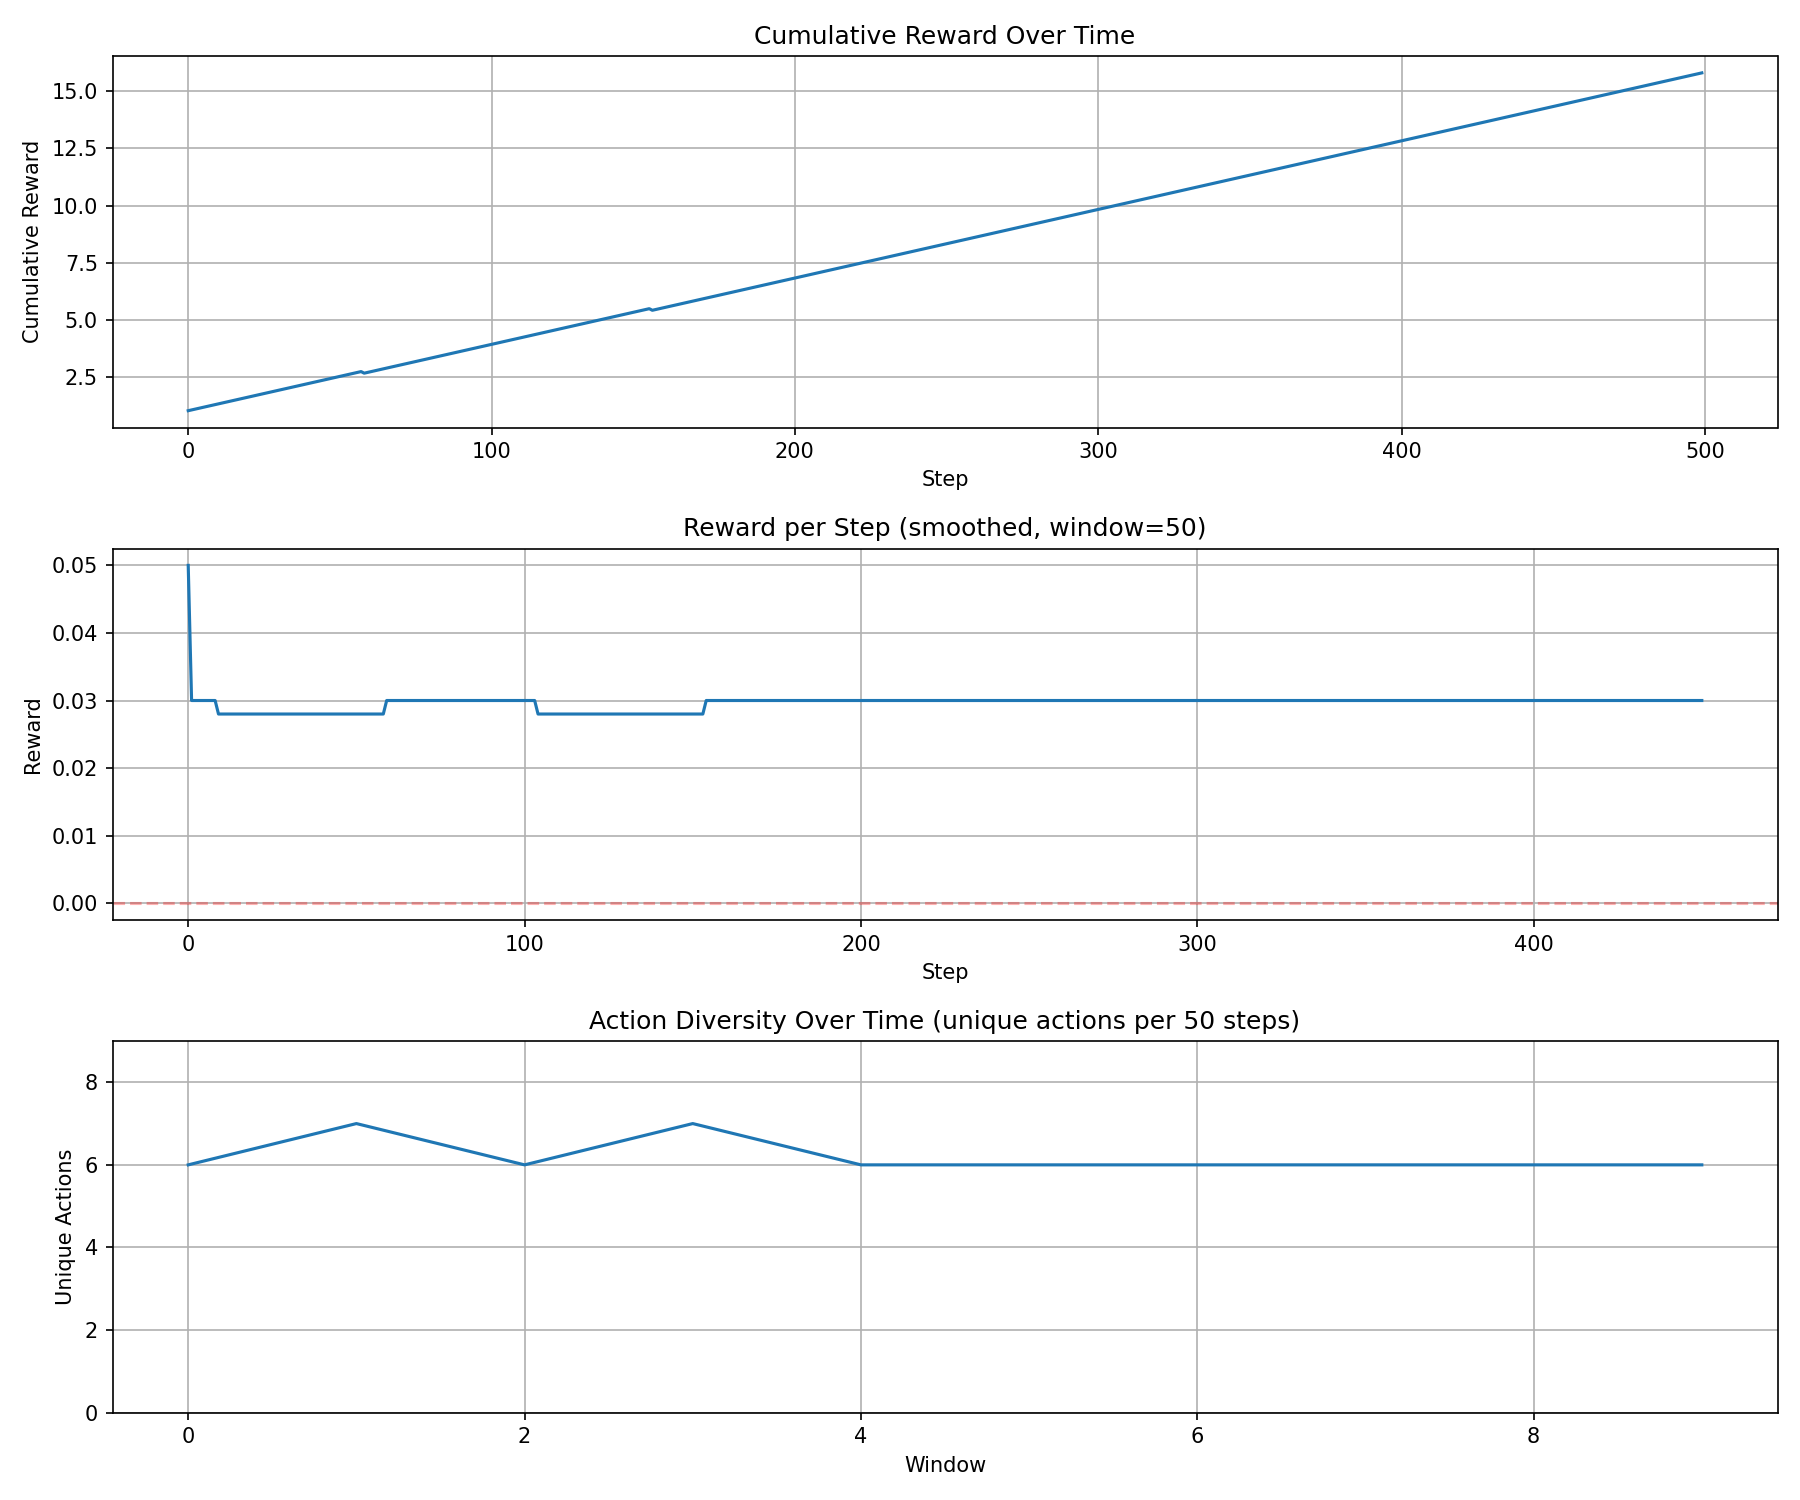 Cumulative Reward Over Time
15.0
12.5
10.0
7.5
5.0
2.5
Cumulative Reward
0 100 200 300 400 500
Step
Reward per Step (smoothed, window=50)
0.05
0.04
0.03
0.02
0.01
0.00
Reward
0 100 200 300 400
Step
Action Diversity Over Time (unique actions per 50 steps)
8
6
4
2
0
Unique Actions
0 2 4 6 8
Window